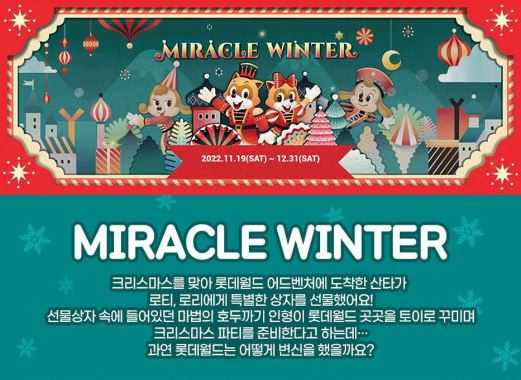 MIRACLE WINTER
2022.11.19(SAT) ~ 12.31(SAT)
MIRACLE WINTER
크리스마스를 맞아 롯데월드 어드벤처에 도착한 산타가
로티, 로리에게 특별한 상자를 선물했어요!
선물상자 속에 들어있던 마법의 호두까기 인형이 롯데월드 곳곳을 토이로 꾸미며
크리스마스 파티를 준비한다고 하는데…
과연 롯데월드는 어떻게 변신을 했을까요?